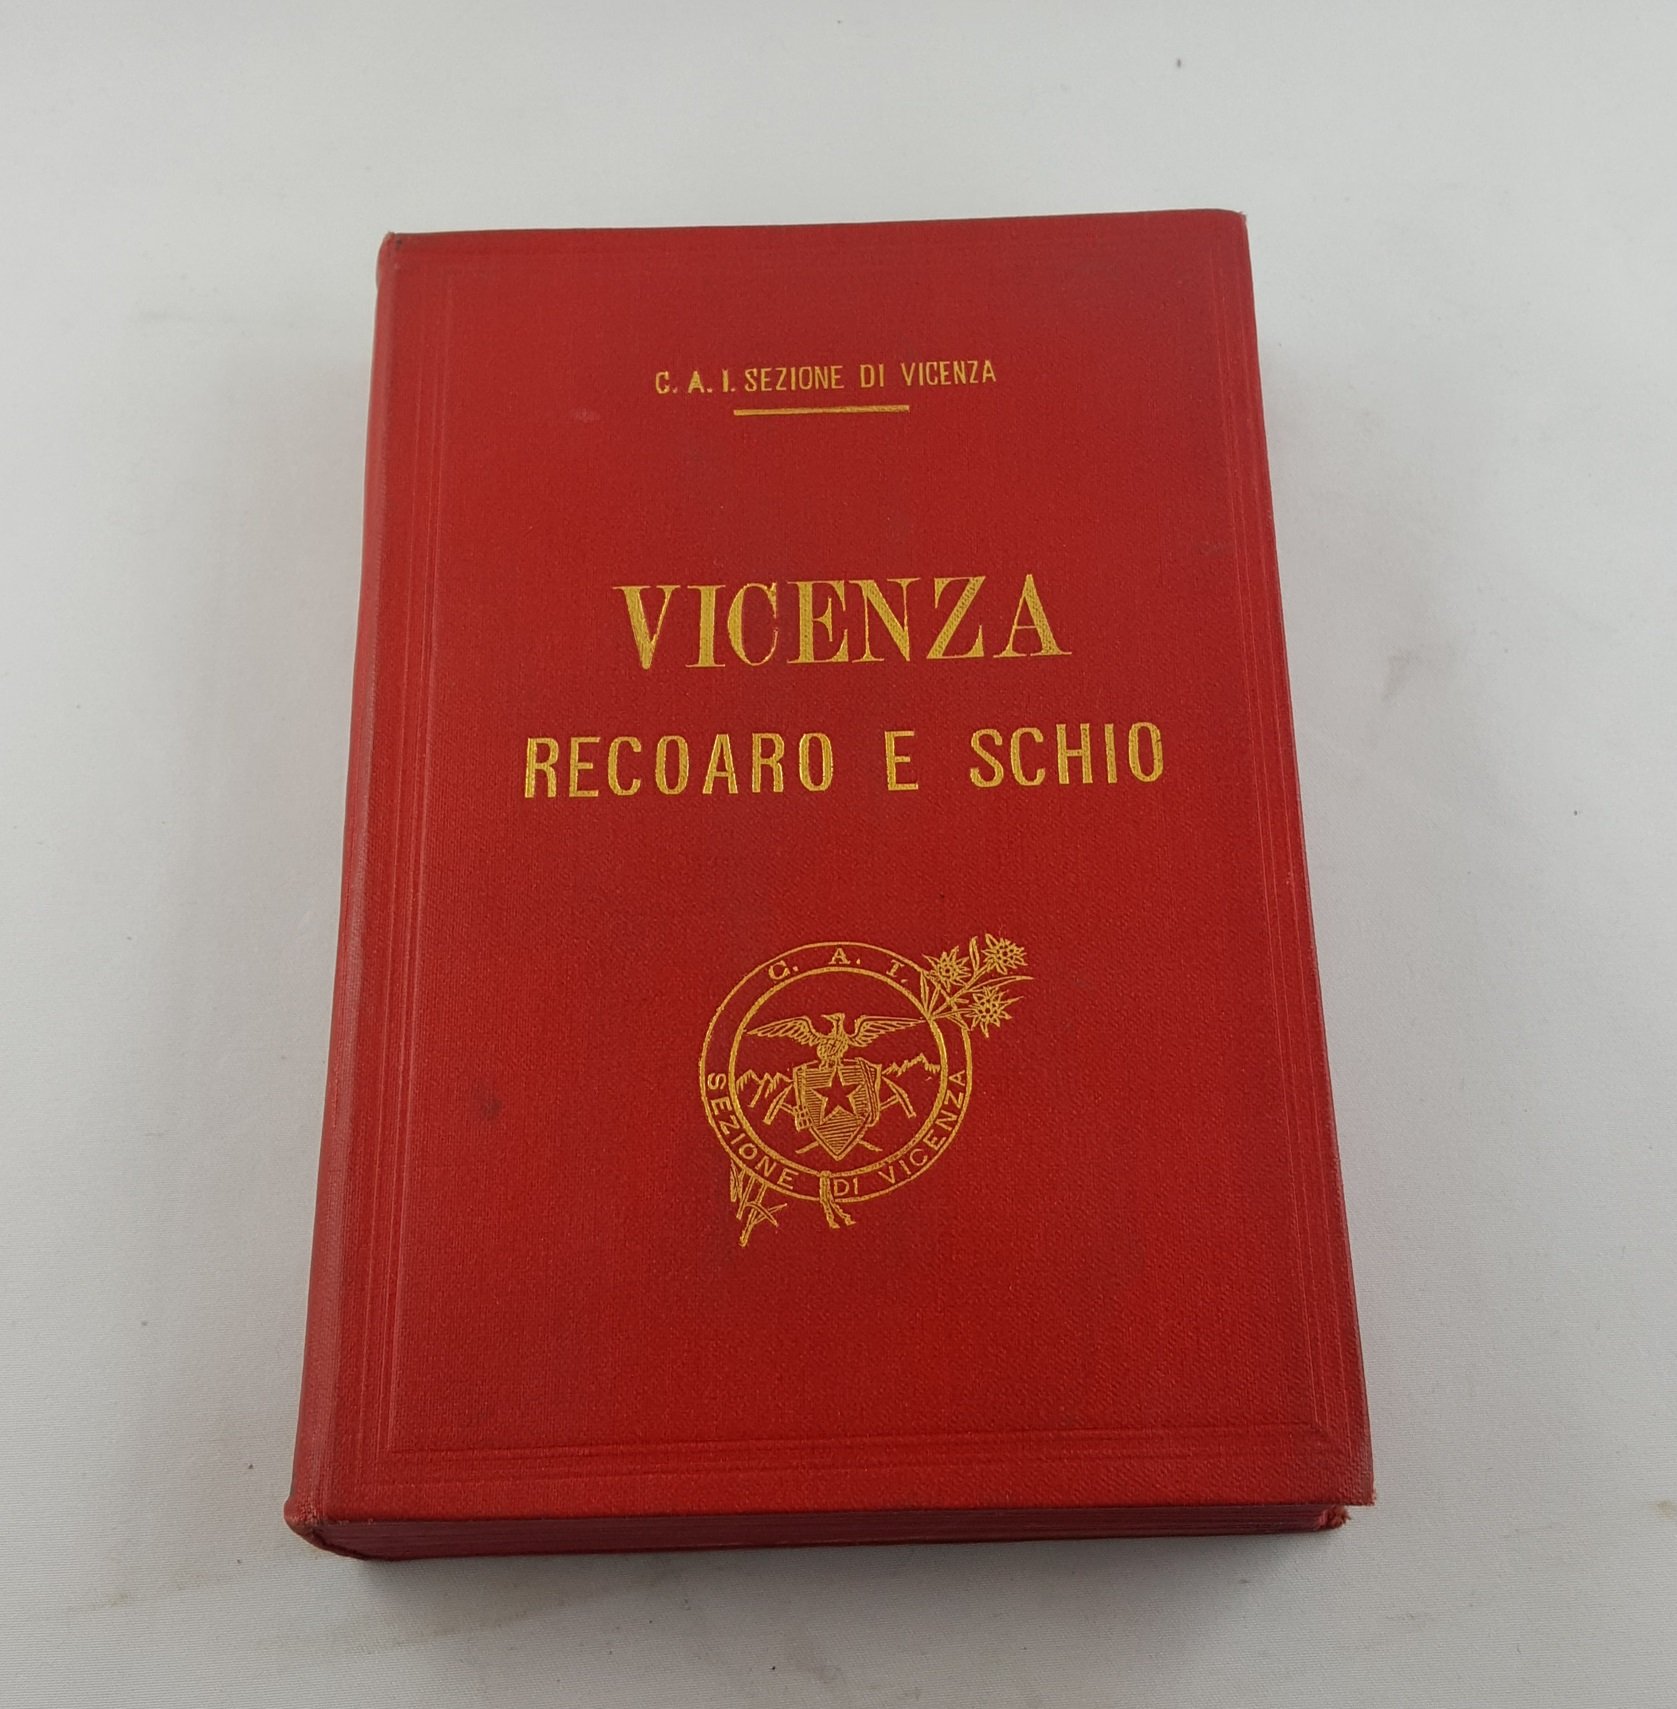 C. A. I. SEZIONE DI VICENZA
VICENZA
RECOARO E SCHIO
C. A. I.
SEZIONE DI VICENZA